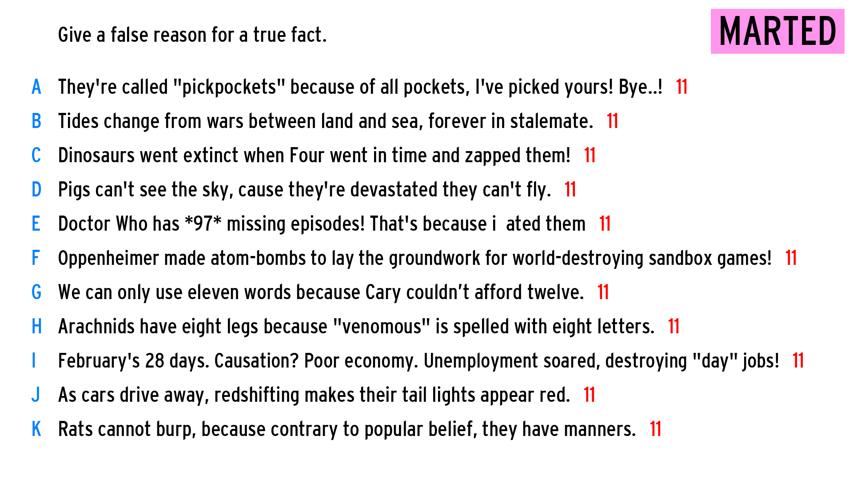 Give a false reason for a true fact.
MARTED
A They're called "pickpockets" because of all pockets, I've picked yours! Bye..! 11
B Tides change from wars between land and sea, forever in stalemate. 11
C Dinosaurs went extinct when Four went in time and zapped them! 11
D Pigs can't see the sky, cause they're devastated they can't fly. 11
E Doctor Who has *97* missing episodes! That's because i  ated them 11
F Oppenheimer made atom-bombs to lay the groundwork for world-destroying sandbox games! 11
G We can only use eleven words because Cary couldn’t afford twelve. 11
H Arachnids have eight legs because "venomous" is spelled with eight letters. 11
I February's 28 days. Causation? Poor economy. Unemployment soared, destroying "day" jobs! 11
J As cars drive away, redshifting makes their tail lights appear red. 11
K Rats cannot burp, because contrary to popular belief, they have manners. 11